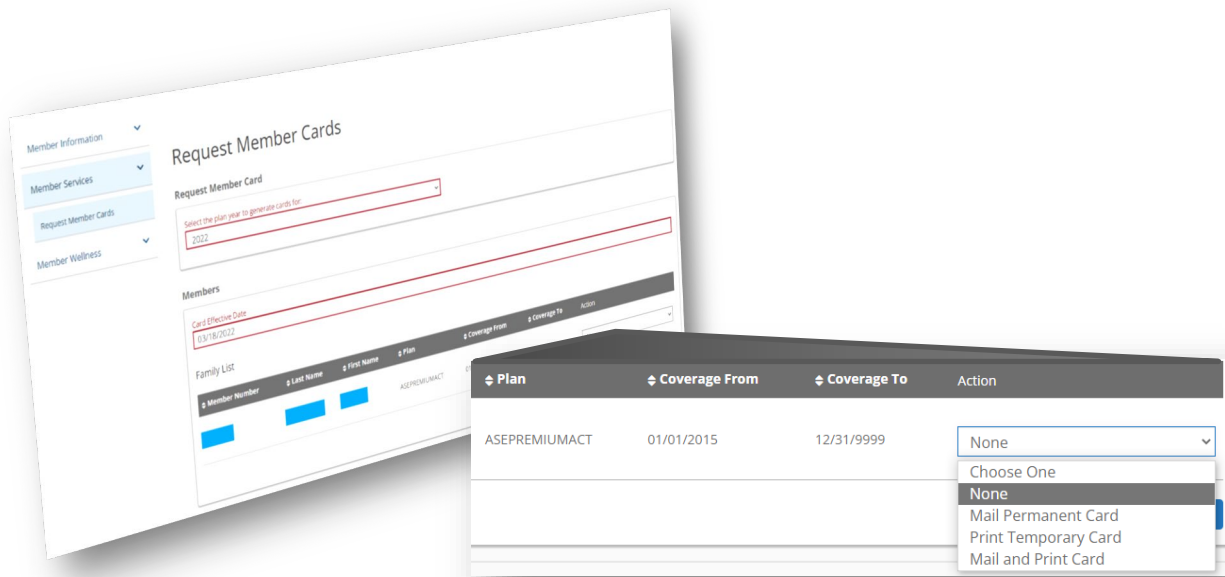 Member Information
Member Services
Request Member Cards
Member Wellness
Request Member Cards
Request Member Card
Select the plan year to generate cards for:
2022
Members
Card Effective Date
03/18/2022
Family List
Member Number Last Name First Name Plan Coverage From Coverage To Action
ASEPREMIUMACT
Plan Coverage From Coverage To Action
ASEPREMIUMACT 01/01/2015 12/31/9999 None
Choose One
None
Mail Permanent Card
Print Temporary Card
Mail and Print Card